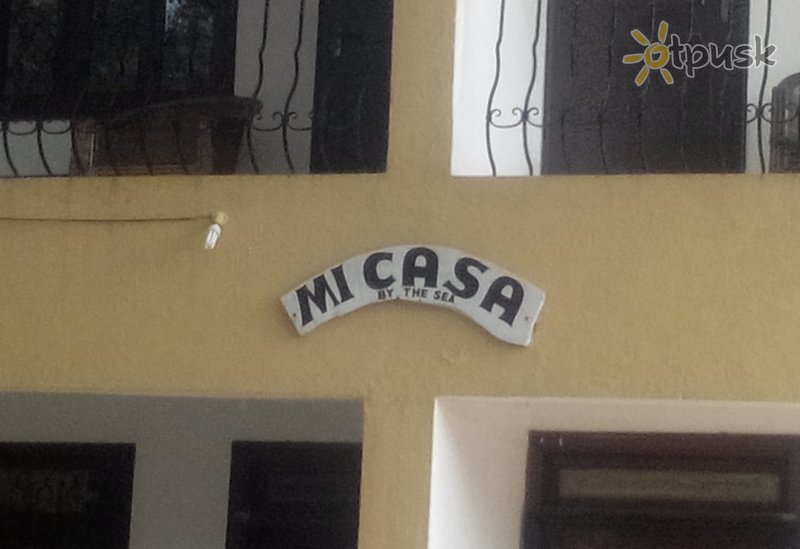 otpusk
MI CASA
BY THE SEA